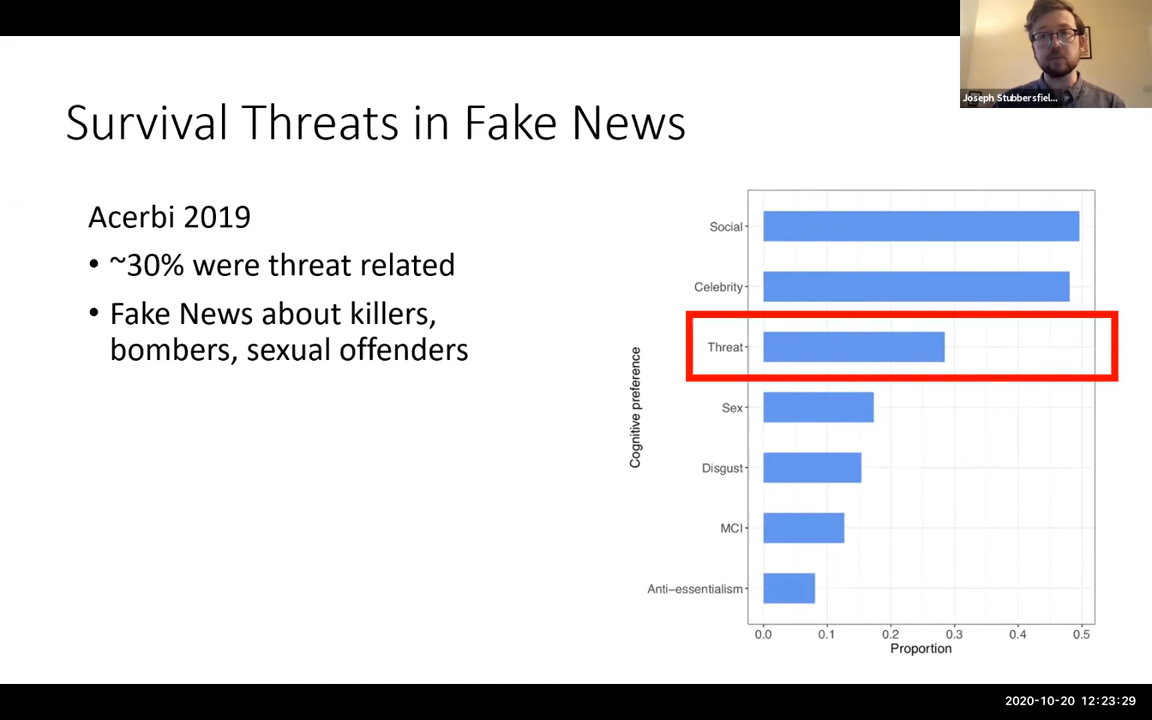 Joseph Stubbersfiel...
Survival Threats in Fake News
Acerbi 2019
• ~30% were threat related
• Fake News about killers,
bombers, sexual offenders
Cognitive preference
Social
Celebrity
Threat
Sex
Disgust
MCI
Anti−essentialism
0.0 0.1 0.2 0.3 0.4 0.5
Proportion
2020-10-20 12:23:29